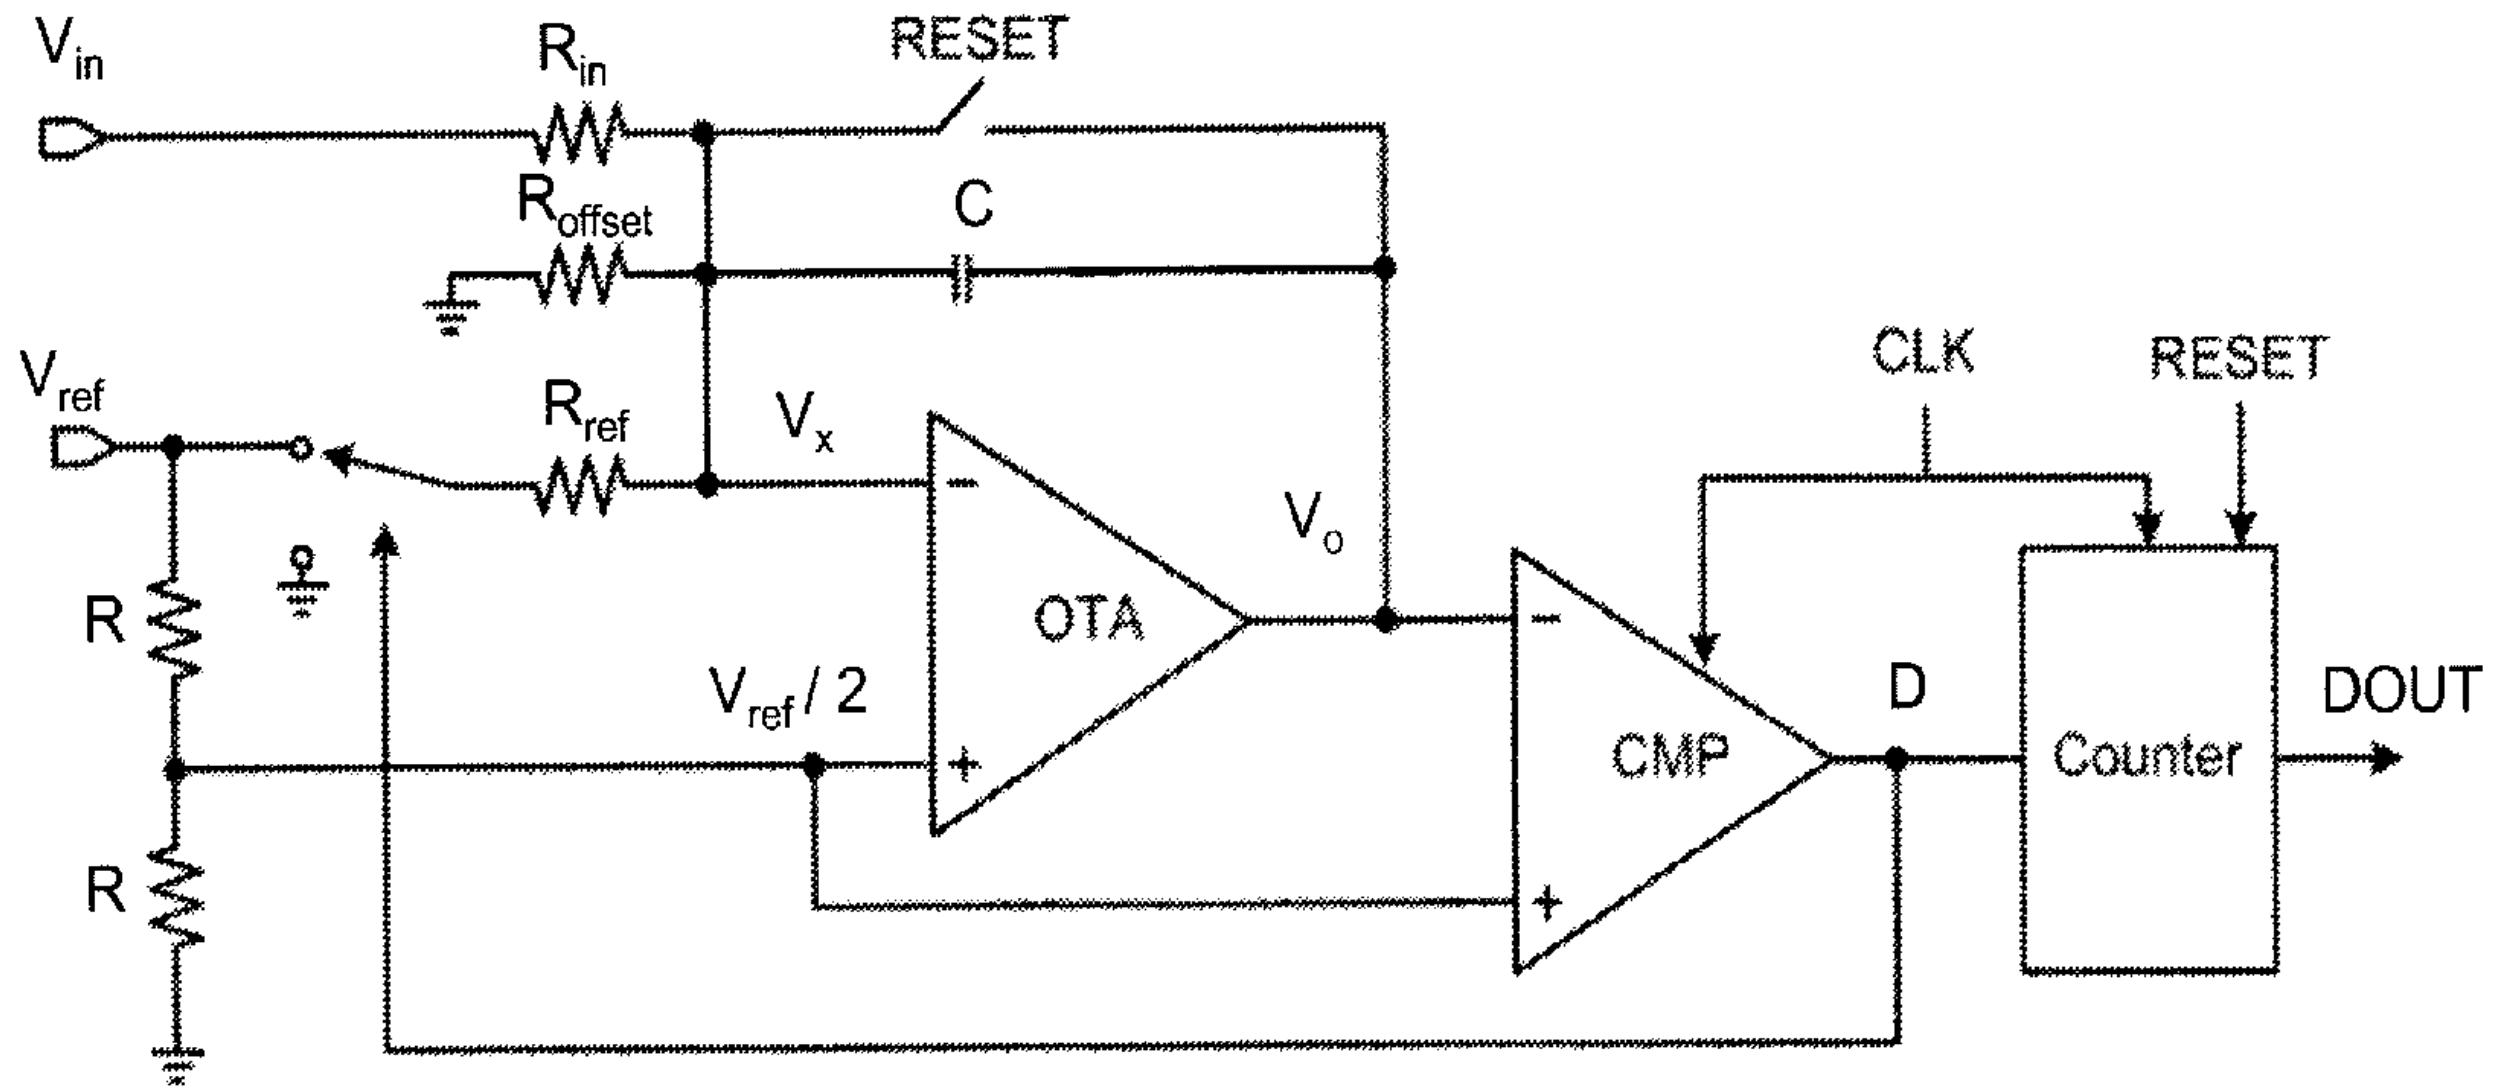 V_in
R_in
RESET
R_offset
C
V_ref
R_ref
V_x
CLK
RESET
V_o
R
OTA
V_ref / 2
D
DOUT
CMP
Counter
R